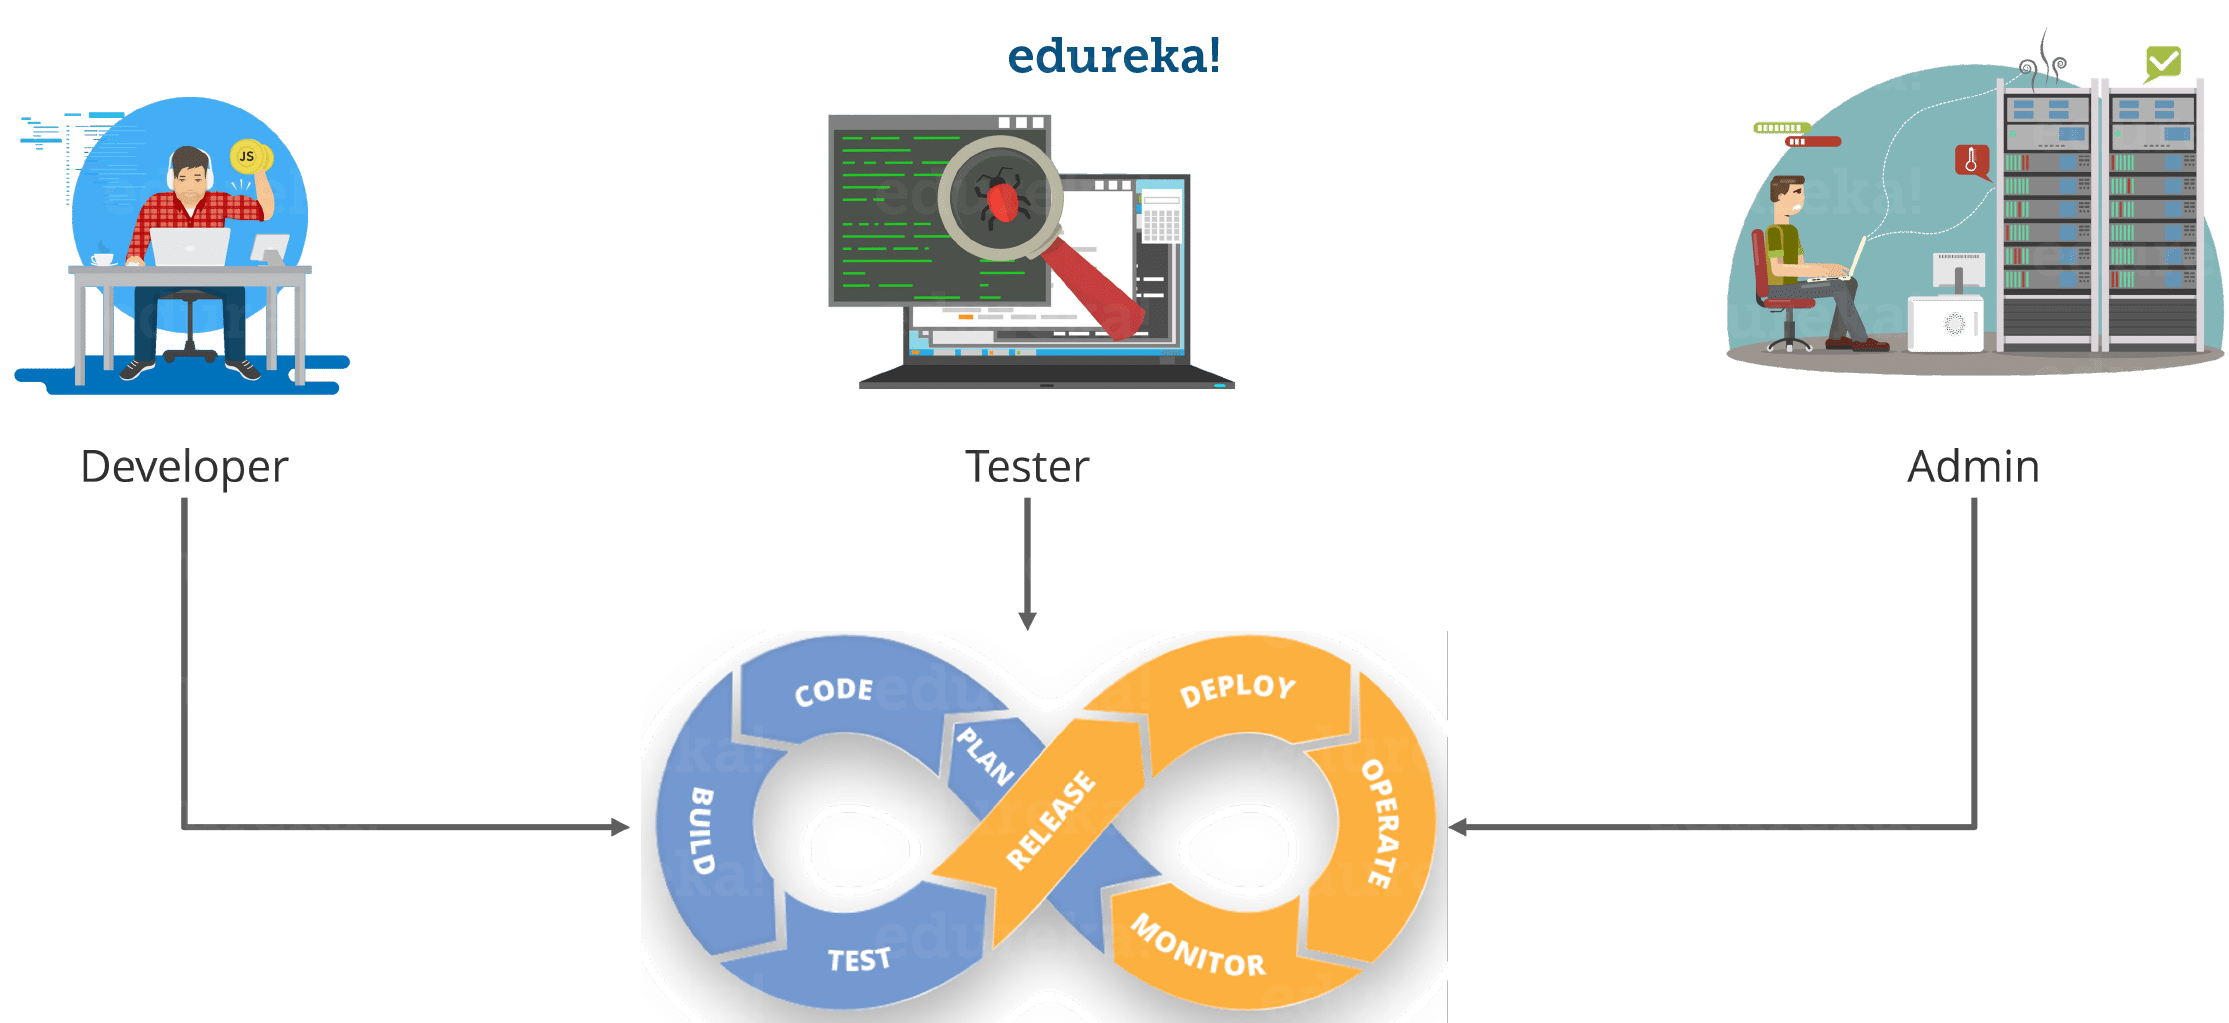 edureka!
JS
Developer
Tester
Admin
CODE
DEPLOY
PLAN
BUILD
RELEASE
OPERATE
TEST
MONITOR